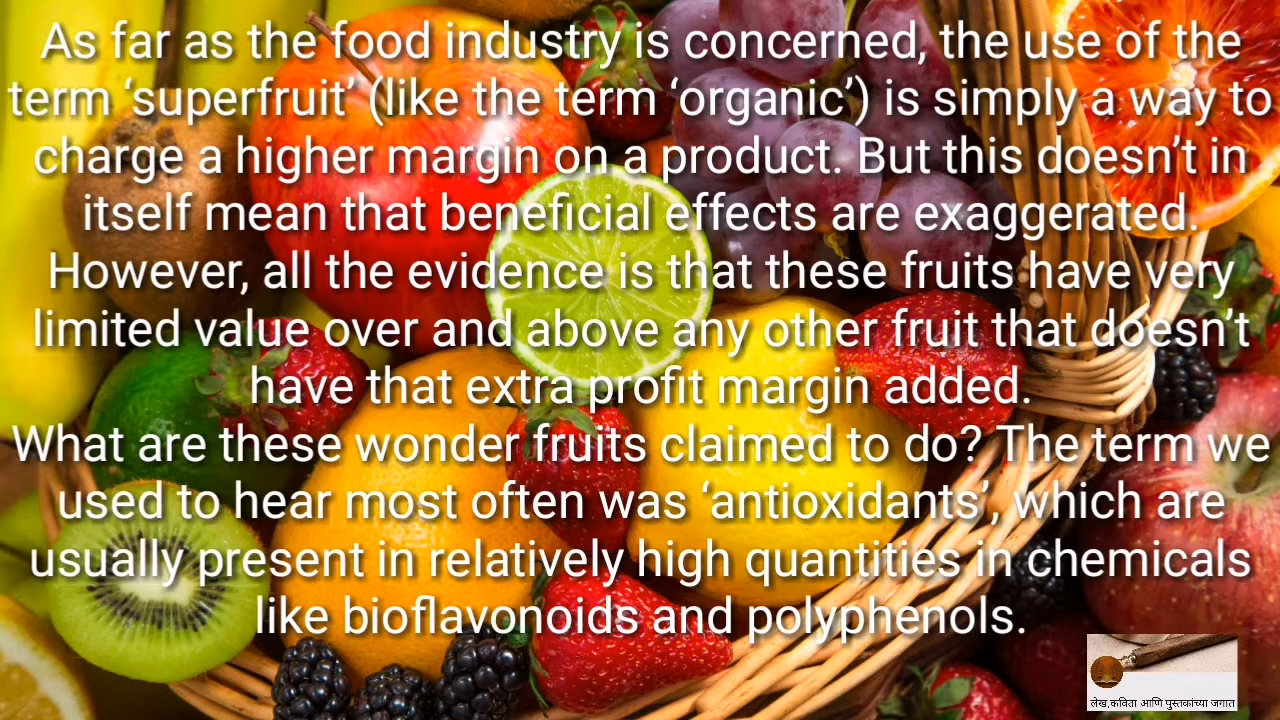 As far as the food industry is concerned, the use of the
term ‘superfruit’ (like the term ‘organic’) is simply a way to
charge a higher margin on a product. But this doesn’t in
itself mean that beneficial effects are exaggerated.
However, all the evidence is that these fruits have very
limited value over and above any other fruit that doesn’t
have that extra profit margin added.
What are these wonder fruits claimed to do? The term we
used to hear most often was ‘antioxidants’, which are
usually present in relatively high quantities in chemicals
like bioflavonoids and polyphenols.
लेख,कविता आणि पुस्तकांच्या जगात